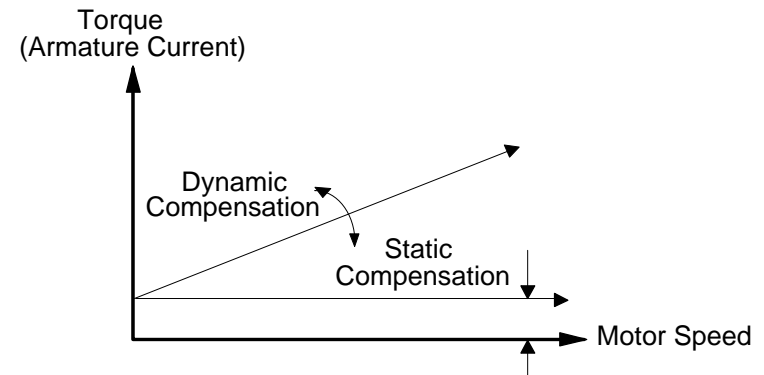 Torque
(Armature Current)
Dynamic
Compensation
Static
Compensation
Motor Speed